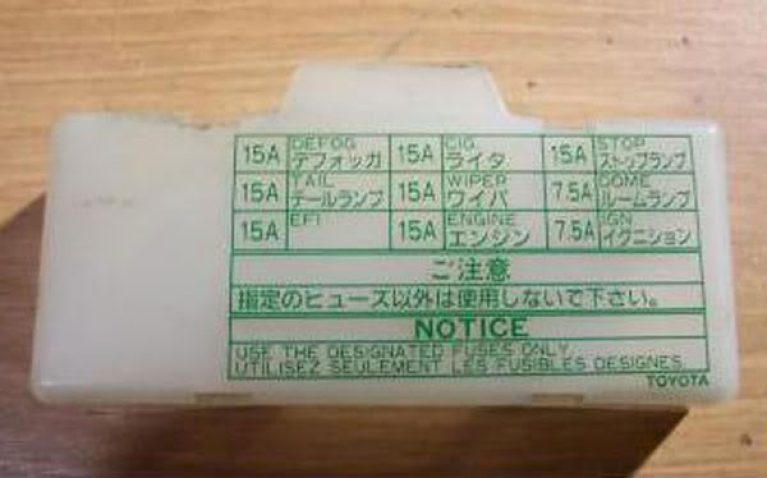 15A DEFOG デフォッガ 15A CIG ライタ 15A STOP ストップランプ
15A TAIL テールランプ 15A WIPER ワイパ 7.5A DOME ルームランプ
15A EFI 15A ENGINE エンジン 7.5A IGN イグニション
ご注意
指定のヒューズ以外は使用しないで下さい。
NOTICE
USE THE DESIGNATED FUSES ONLY
UTILISEZ SEULEMENT LES FUSIBLES DESIGNES
TOYOTA